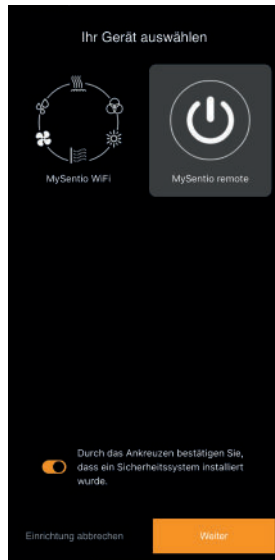 Ihr Gerät auswählen
MySentio WiFi
MySentio remote
Durch das Ankreuzen bestätigen Sie,
dass ein Sicherheitssystem installiert
wurde.
Einrichtung abbrechen
Weiter